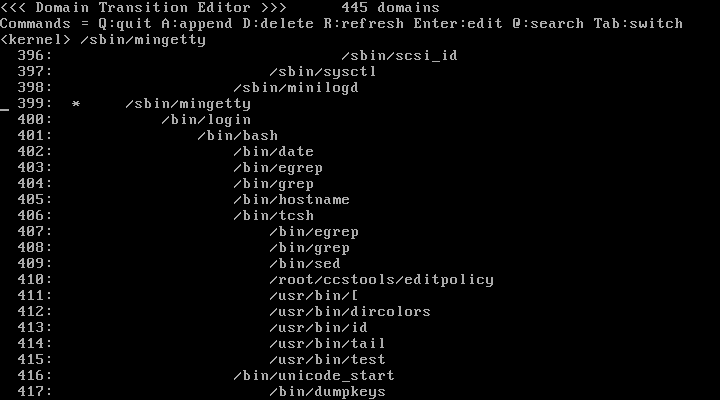 <<< Domain Transition Editor >>>      445 domains
Commands = Q:quit A:append D:delete R:refresh Enter:edit @:search Tab:switch
<kernel> /sbin/mingetty
  396:                                /sbin/scsi_id
  397:                        /sbin/sysctl
  398:                    /sbin/minilogd
_ 399:  *     /sbin/mingetty
  400:            /bin/login
  401:                /bin/bash
  402:                    /bin/date
  403:                    /bin/egrep
  404:                    /bin/grep
  405:                    /bin/hostname
  406:                    /bin/tcsh
  407:                        /bin/egrep
  408:                        /bin/grep
  409:                        /bin/sed
  410:                        /root/ccstools/editpolicy
  411:                        /usr/bin/[
  412:                        /usr/bin/dircolors
  413:                        /usr/bin/id
  414:                        /usr/bin/tail
  415:                        /usr/bin/test
  416:                    /bin/unicode_start
  417:                        /bin/dumpkeys